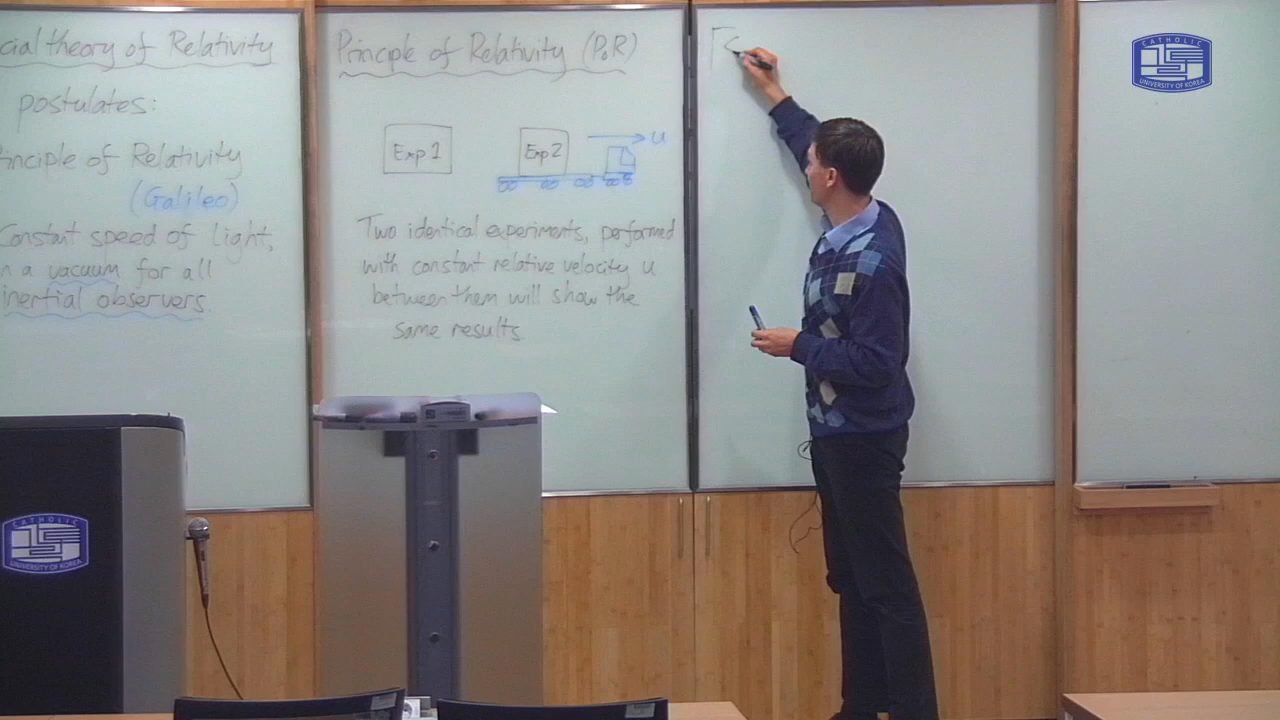 cial theory of Relativity
postulates:
inciple of Relativity
(Galileo)
Constant speed of light,
n a vacuum for all
inertial observers.
Principle of Relativity (PoR)
Exp 1
Exp 2
u
Two identical experiments, performed
with constant relative velocity u
between them will show the
same results.
CATHOLIC
UNIVERSITY OF KOREA
CATHOLIC
UNIVERSITY OF KOREA